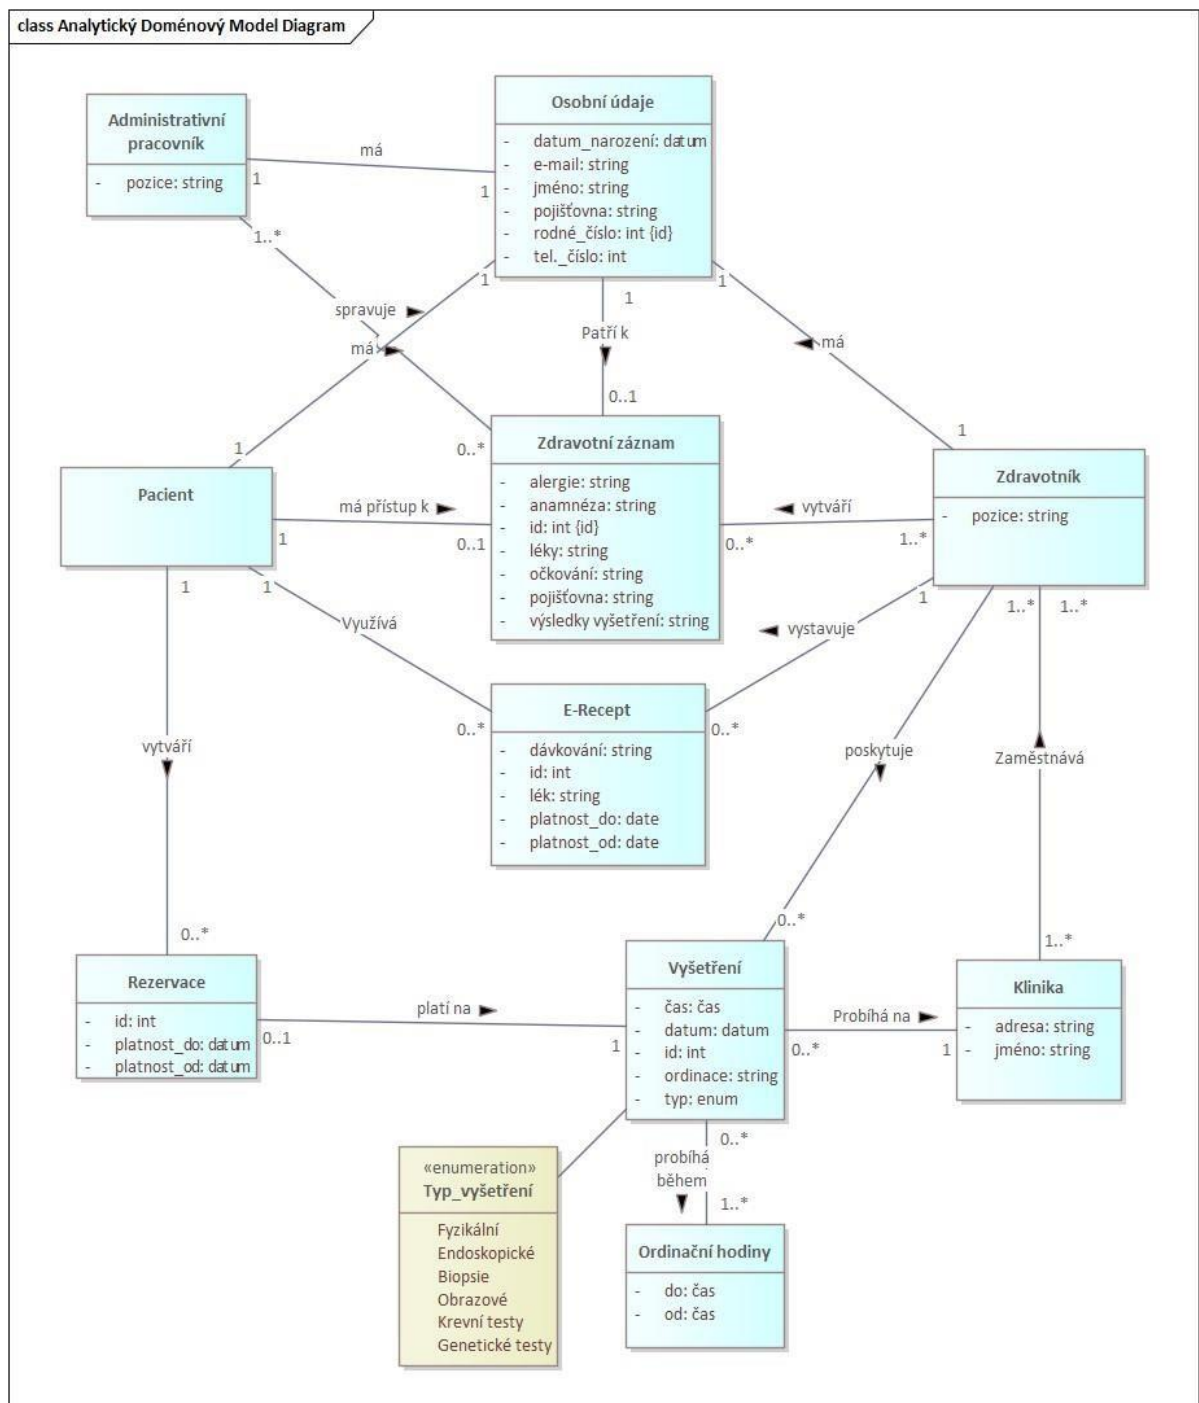 class Analytický Doménový Model Diagram
Administrativní
pracovník
- pozice: string
Osobní údaje
- datum_narození: datum
- e-mail: string
- jméno: string
- pojišťovna: string
- rodné_číslo: int {id}
- tel._číslo: int
má
1
1
1..*
1
1
1
spravuje
má
Patří k
má
0..1
1
0..*
1
Pacient
Zdravotní záznam
- alergie: string
- anamnéza: string
- id: int {id}
- léky: string
- očkování: string
- pojišťovna: string
- výsledky vyšetření: string
Zdravotník
- pozice: string
má přístup k
1
0..1
vytváří
0..*
1..*
1
1
Využívá
vystavuje
1
1..*
1..*
E-Recept
- dávkování: string
- id: int
- lék: string
- platnost_do: date
- platnost_od: date
0..*
0..*
vytváří
poskytuje
Zaměstnává
0..*
0..*
1..*
Rezervace
- id: int
- platnost_do: datum
- platnost_od: datum
platí na
0..1
1
Vyšetření
- čas: čas
- datum: datum
- id: int
- ordinace: string
- typ: enum
Probíhá na
0..*
1
Klinika
- adresa: string
- jméno: string
0..*
probíhá
během
1..*
«enumeration»
Typ_vyšetření
Fyzikální
Endoskopické
Biopsie
Obrazové
Krevní testy
Genetické testy
Ordinační hodiny
- do: čas
- od: čas